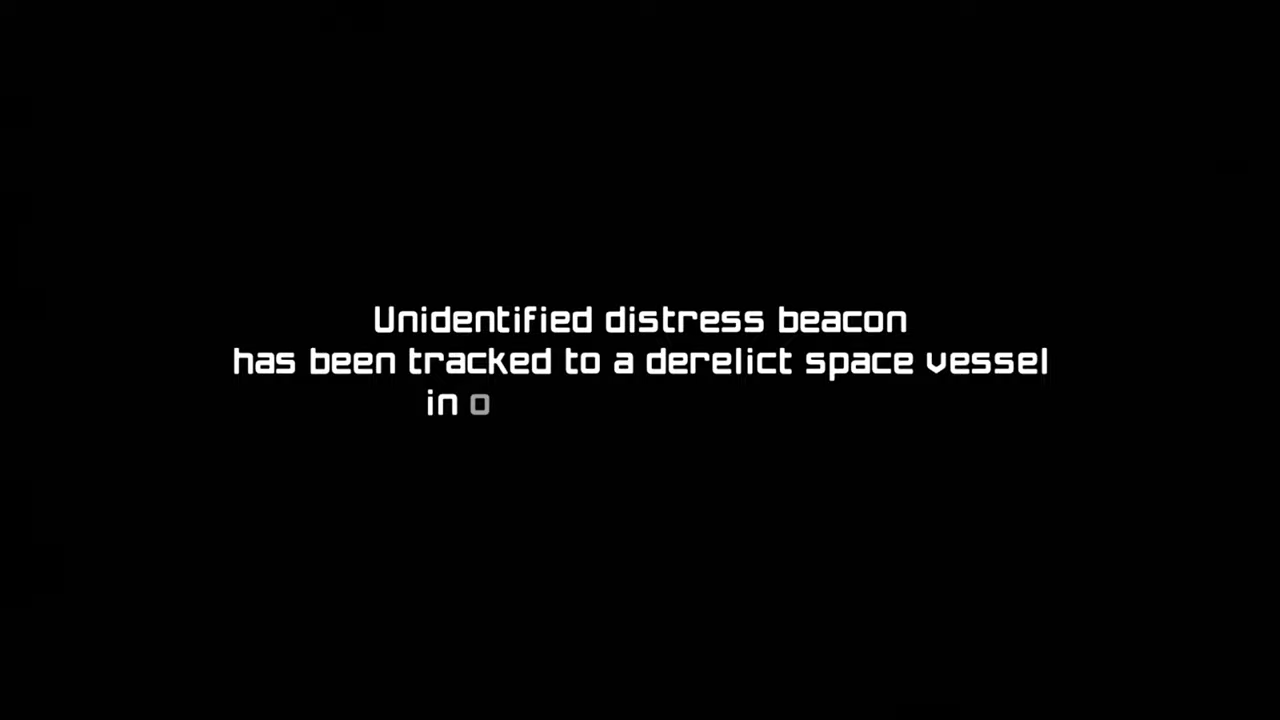 Unidentified distress beacon
has been tracked to a derelict space vessel
in o